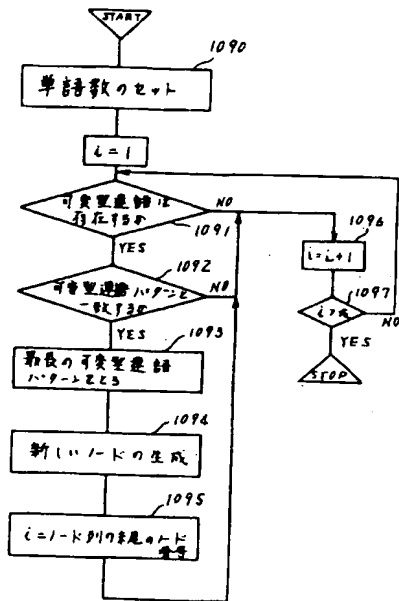 START
1090
単語数のセット
i = 1
可変型連語は
存在するか
1091
NO
YES
1092
可変型連語パターンと
一致するか
NO
YES
1093
最長の可変型連語
パターンをとる
1094
新しいノードの生成
1095
i=ノード列の末尾のノード
番号
1096
i=i+1
1097
NO
YES
STOP